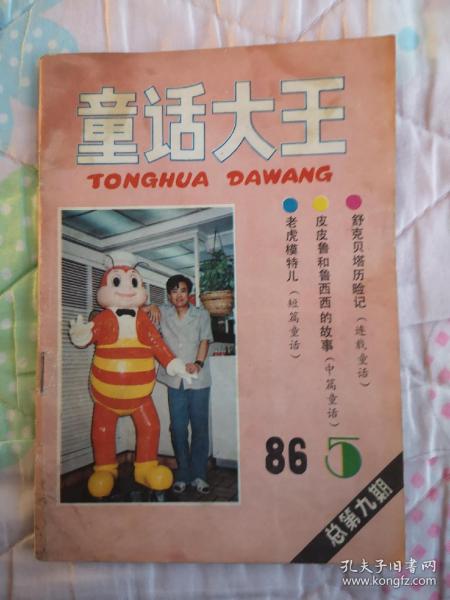 童话大王
TONGHUA DAWANG
舒克贝塔历险记（连载童话）
皮皮鲁和鲁西西的故事（中篇童话）
老虎模特儿（短篇童话）
86 5
总第九期
孔夫子旧书网
www.kongfz.com